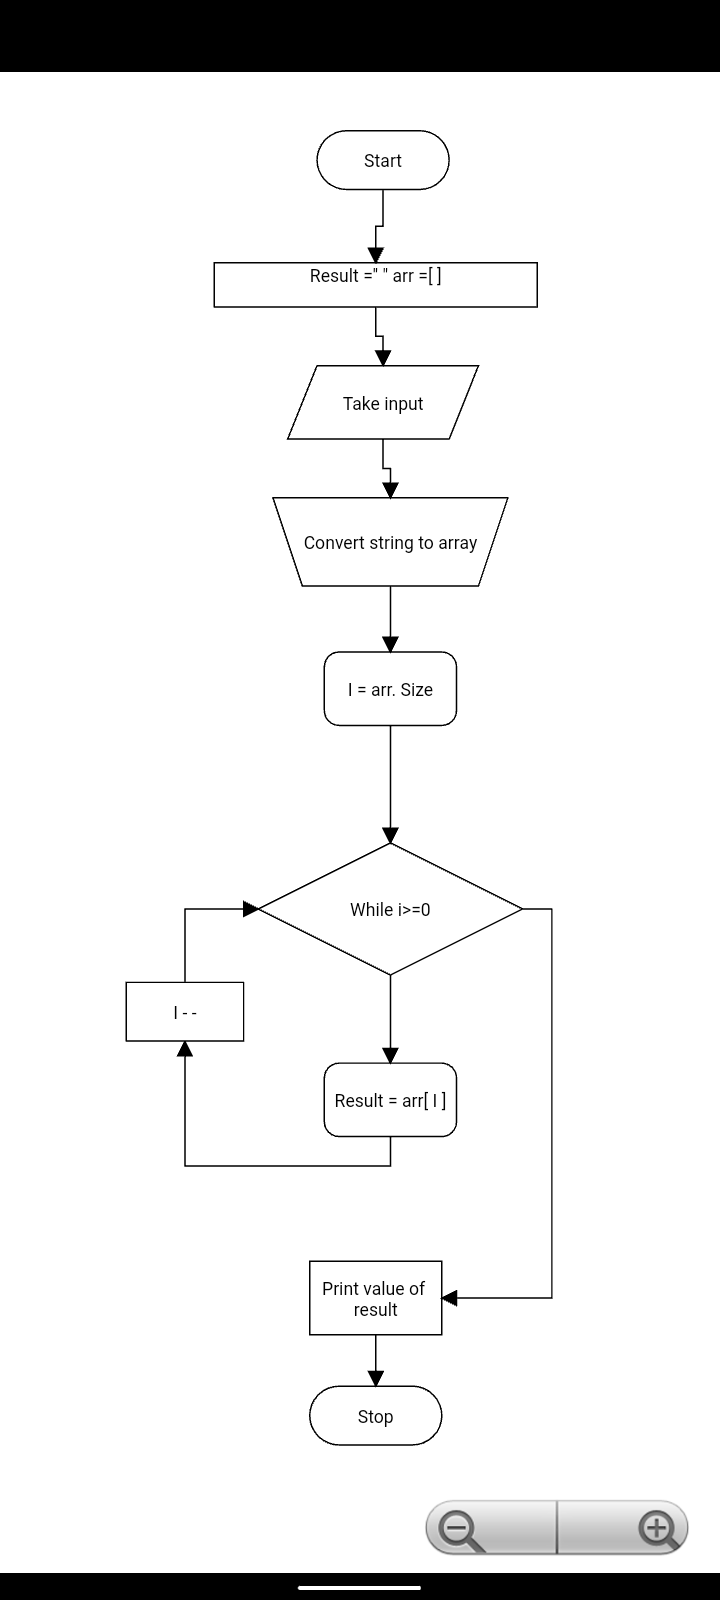 Start
Result =" " arr =[ ]
Take input
Convert string to array
I = arr. Size
While i>=0
I - -
Result = arr[ I ]
Print value of
result
Stop